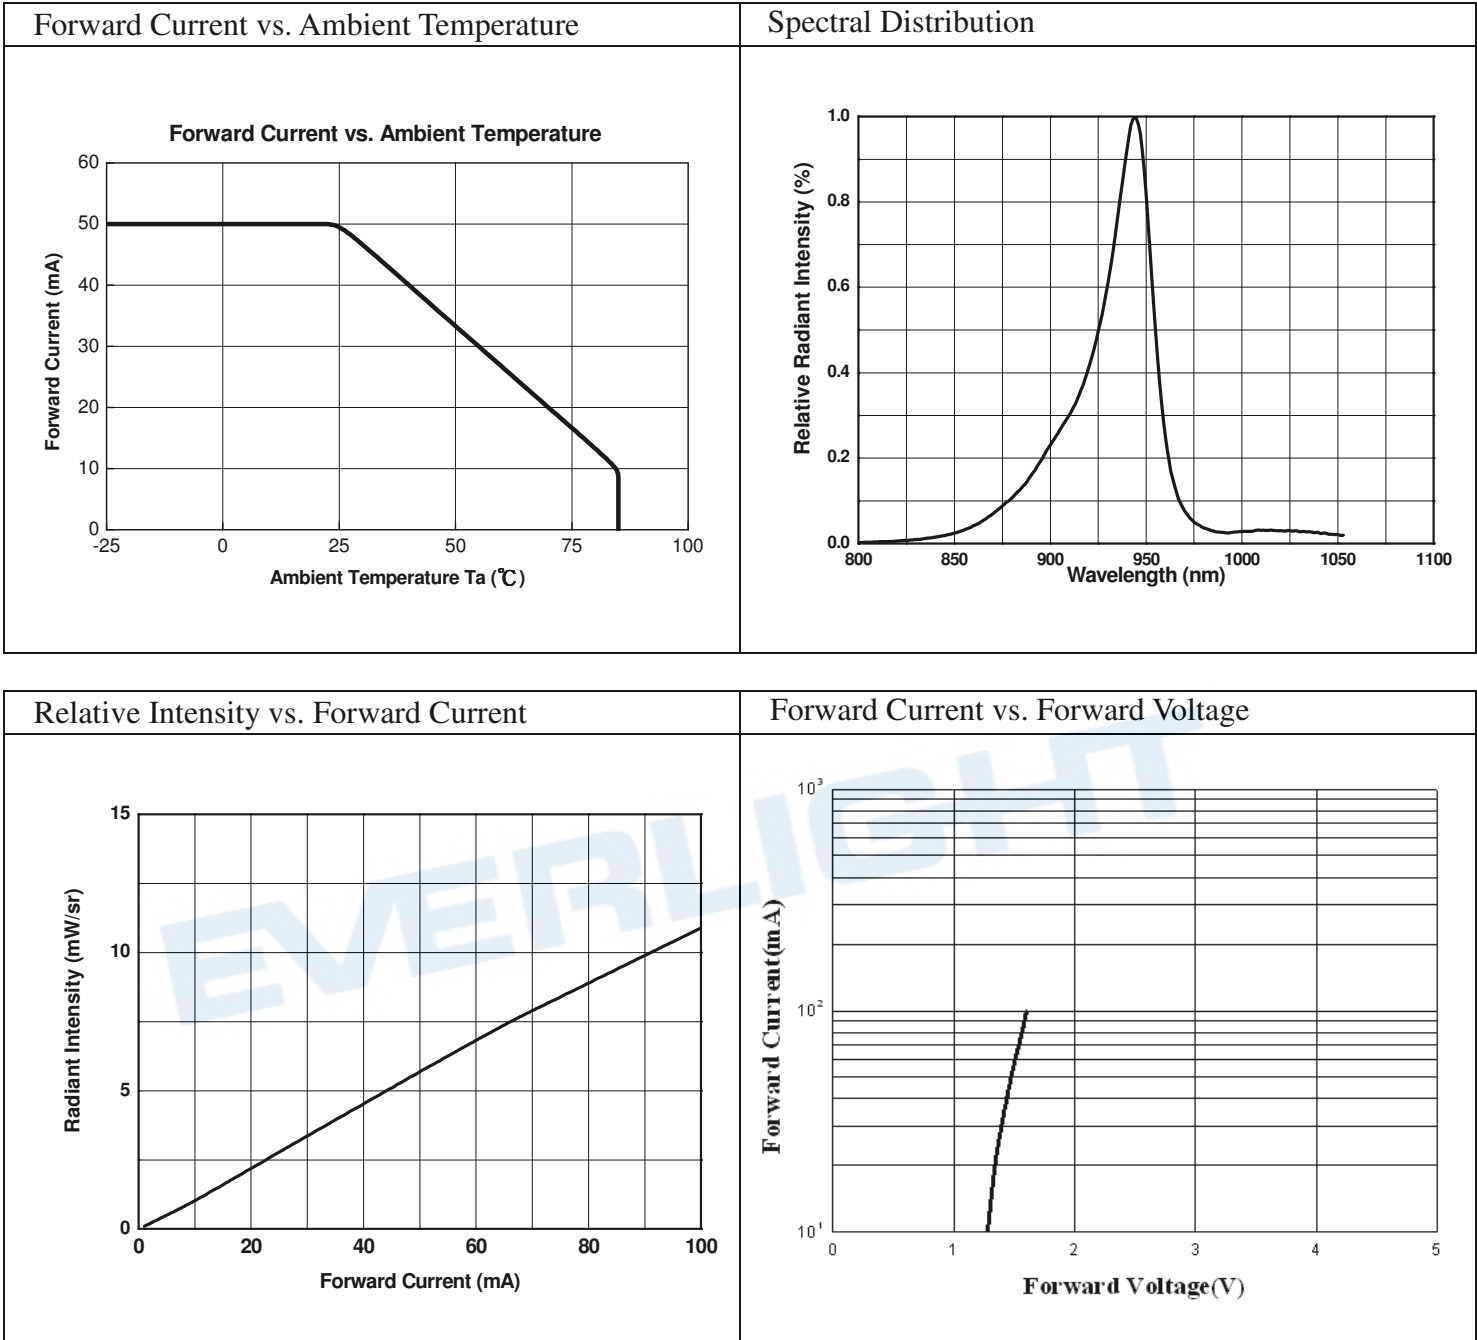 Forward Current vs. Ambient Temperature
Spectral Distribution
Forward Current vs. Ambient Temperature
60
50
40
30
20
10
0
-25 0 25 50 75 100
Forward Current (mA)
Ambient Temperature Ta (℃)
1.0
0.8
0.6
0.4
0.2
0.0
800 850 900 950 1000 1050 1100
Relative Radiant Intensity (%)
Wavelength (nm)
Relative Intensity vs. Forward Current
Forward Current vs. Forward Voltage
15
10
5
0
0 20 40 60 80 100
Radiant Intensity (mW/sr)
Forward Current (mA)
10³
10²
10¹
0 1 2 3 4 5
Forward Current(mA)
Forward Voltage(V)
EVERLIGHT